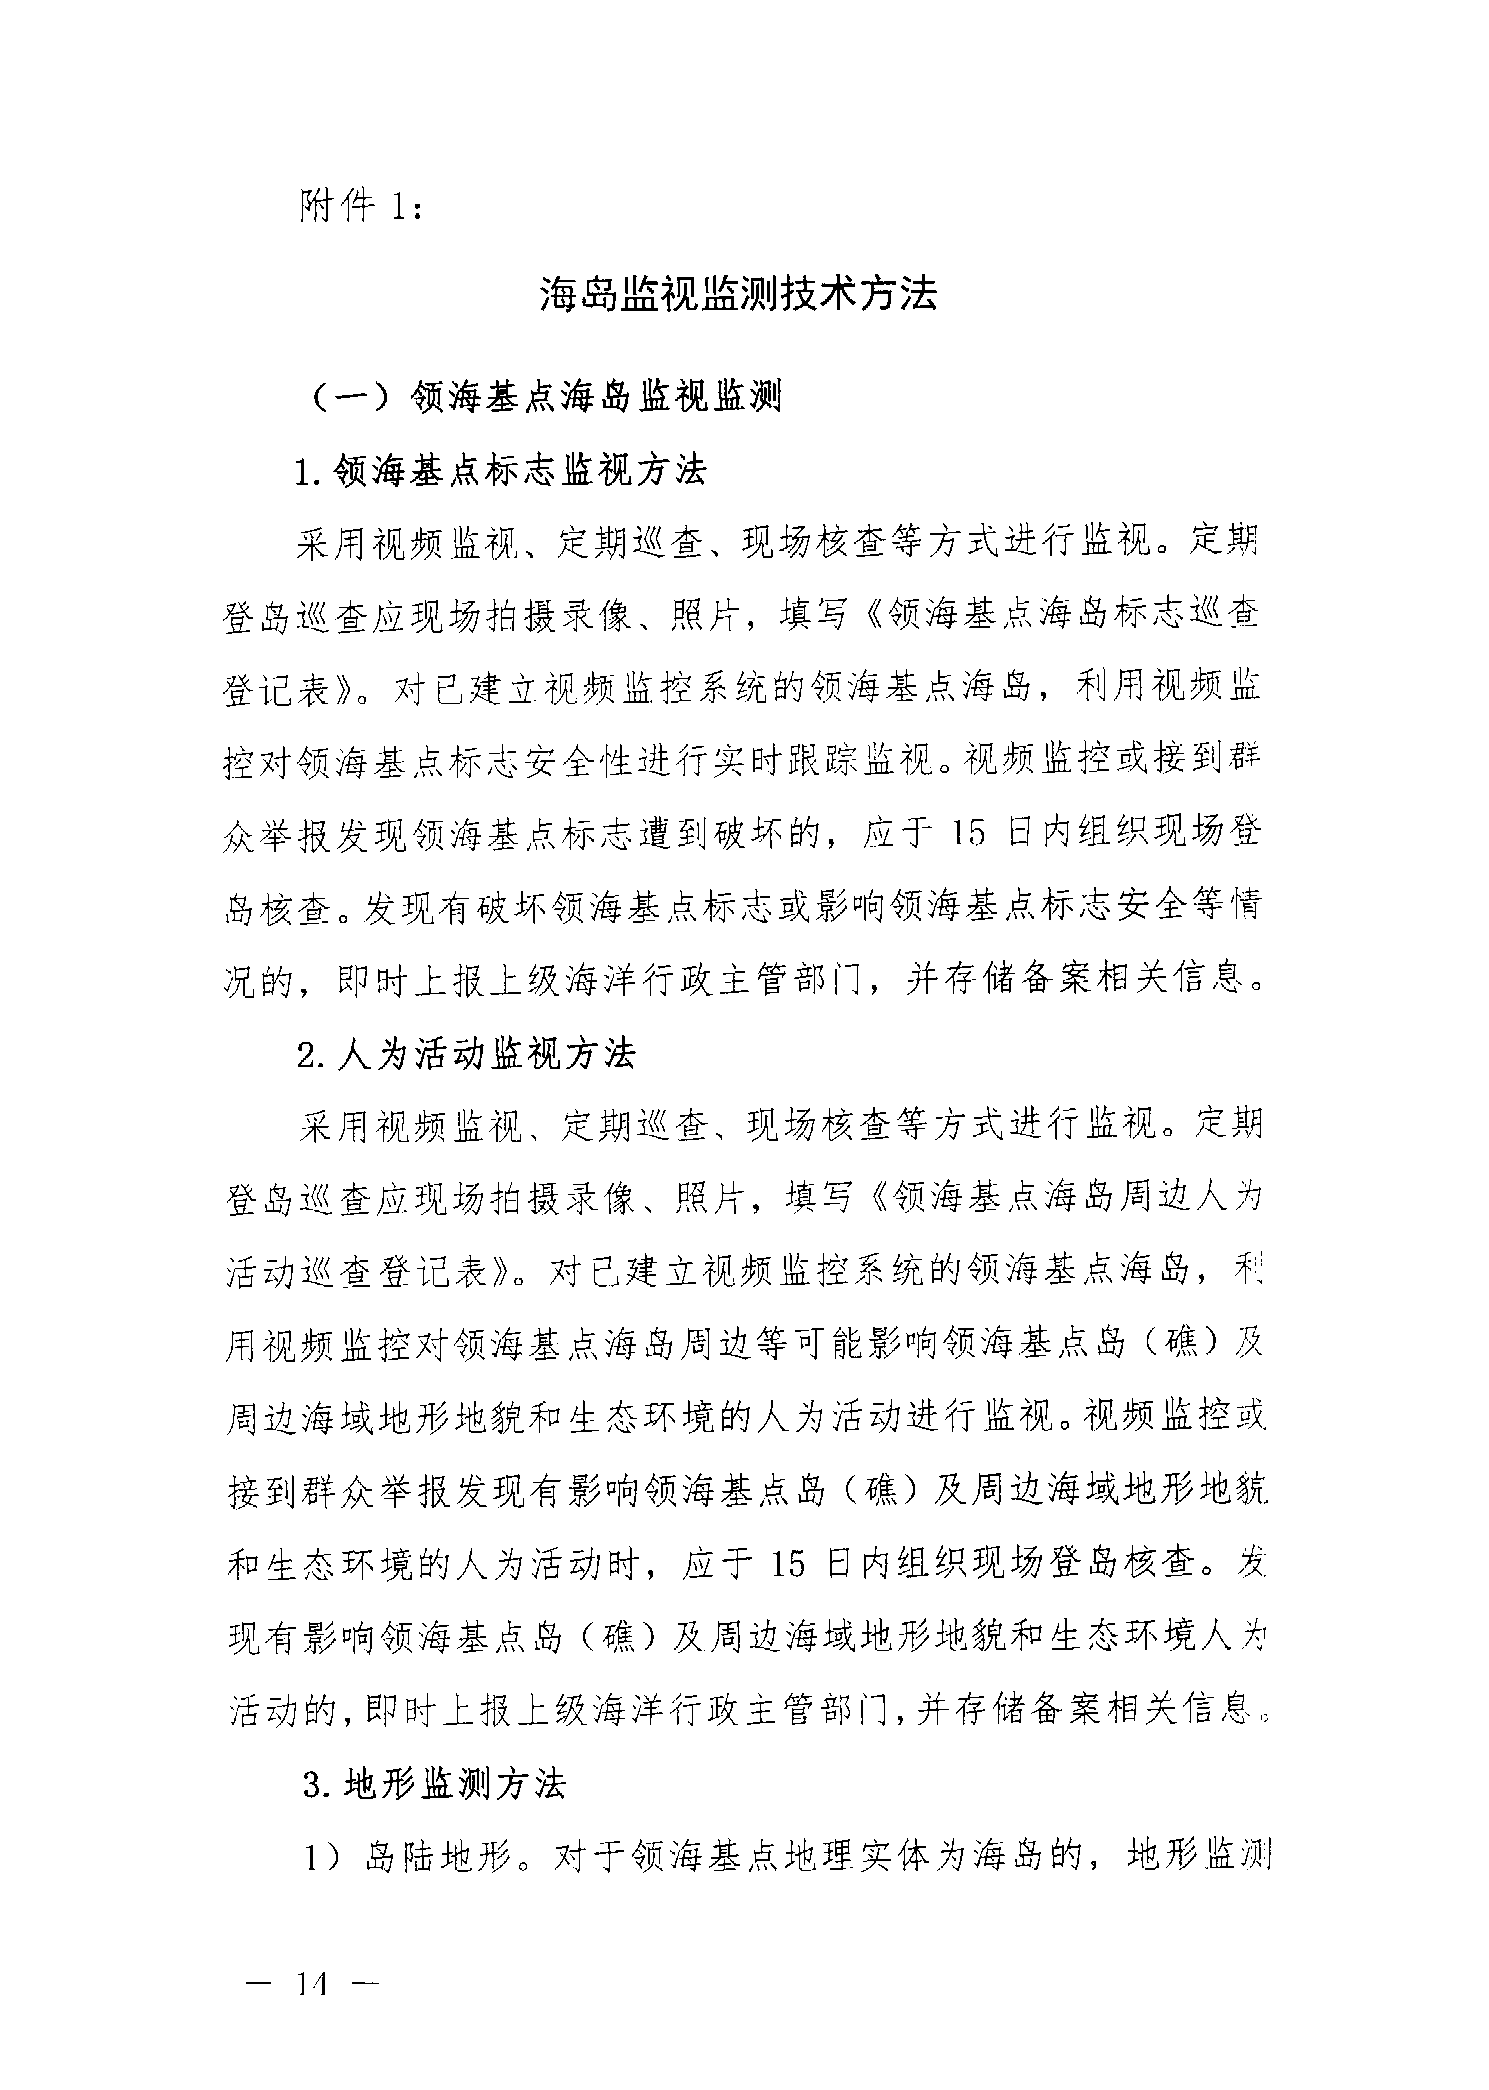 附件 1：
海岛监视监测技术方法
（一）领海基点海岛监视监测
1. 领海基点标志监视方法
采用视频监视、定期巡查、现场核查等方式进行监视。定期
登岛巡查应现场拍摄录像、照片，填写《领海基点海岛标志巡查
登记表》。对已建立视频监控系统的领海基点海岛，利用视频监
控对领海基点标志安全性进行实时跟踪监视。视频监控或接到群
众举报发现领海基点标志遭到破坏的，应于 15 日内组织现场登
岛核查。发现有破坏领海基点标志或影响领海基点标志安全等情
况的，即时上报上级海洋行政主管部门，并存储备案相关信息。
2. 人为活动监视方法
采用视频监视、定期巡查、现场核查等方式进行监视。定期
登岛巡查应现场拍摄录像、照片，填写《领海基点海岛周边人为
活动巡查登记表》。对已建立视频监控系统的领海基点海岛，利
用视频监控对领海基点海岛周边等可能影响领海基点岛（礁）及
周边海域地形地貌和生态环境的人为活动进行监视。视频监控或
接到群众举报发现有影响领海基点岛（礁）及周边海域地形地貌
和生态环境的人为活动时，应于 15 日内组织现场登岛核查。发
现有影响领海基点岛（礁）及周边海域地形地貌和生态环境人为
活动的，即时上报上级海洋行政主管部门，并存储备案相关信息。
3. 地形监测方法
1）岛陆地形。对于领海基点地理实体为海岛的，地形监测
— 14 —